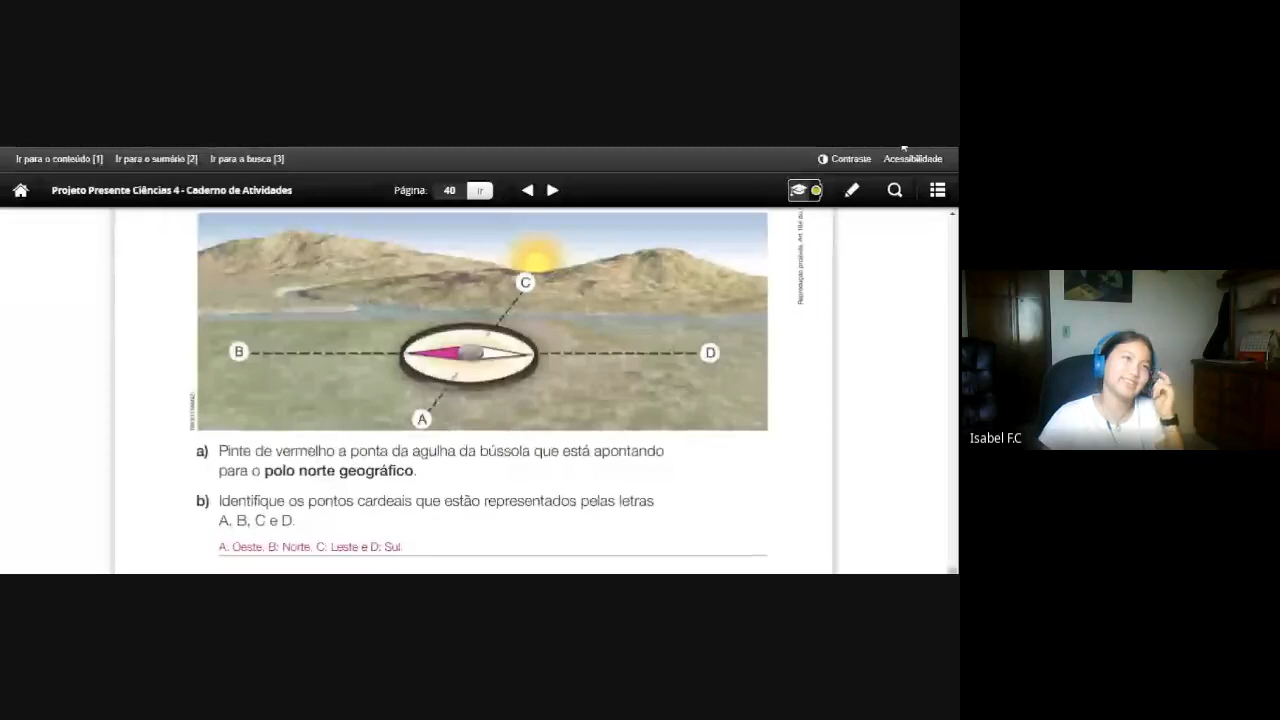 Ir para o conteúdo [1] Ir para o sumário [2] Ir para a busca [3] Contraste Acessibilidade
Projeto Presente Ciências 4 - Caderno de Atividades Página: 40 Ir
C
B
D
A
a) Pinte de vermelho a ponta da agulha da bússola que está apontando
para o polo norte geográfico.
b) Identifique os pontos cardeais que estão representados pelas letras
A, B, C e D.
A: Oeste, B: Norte, C: Leste e D: Sul.
Isabel F.C